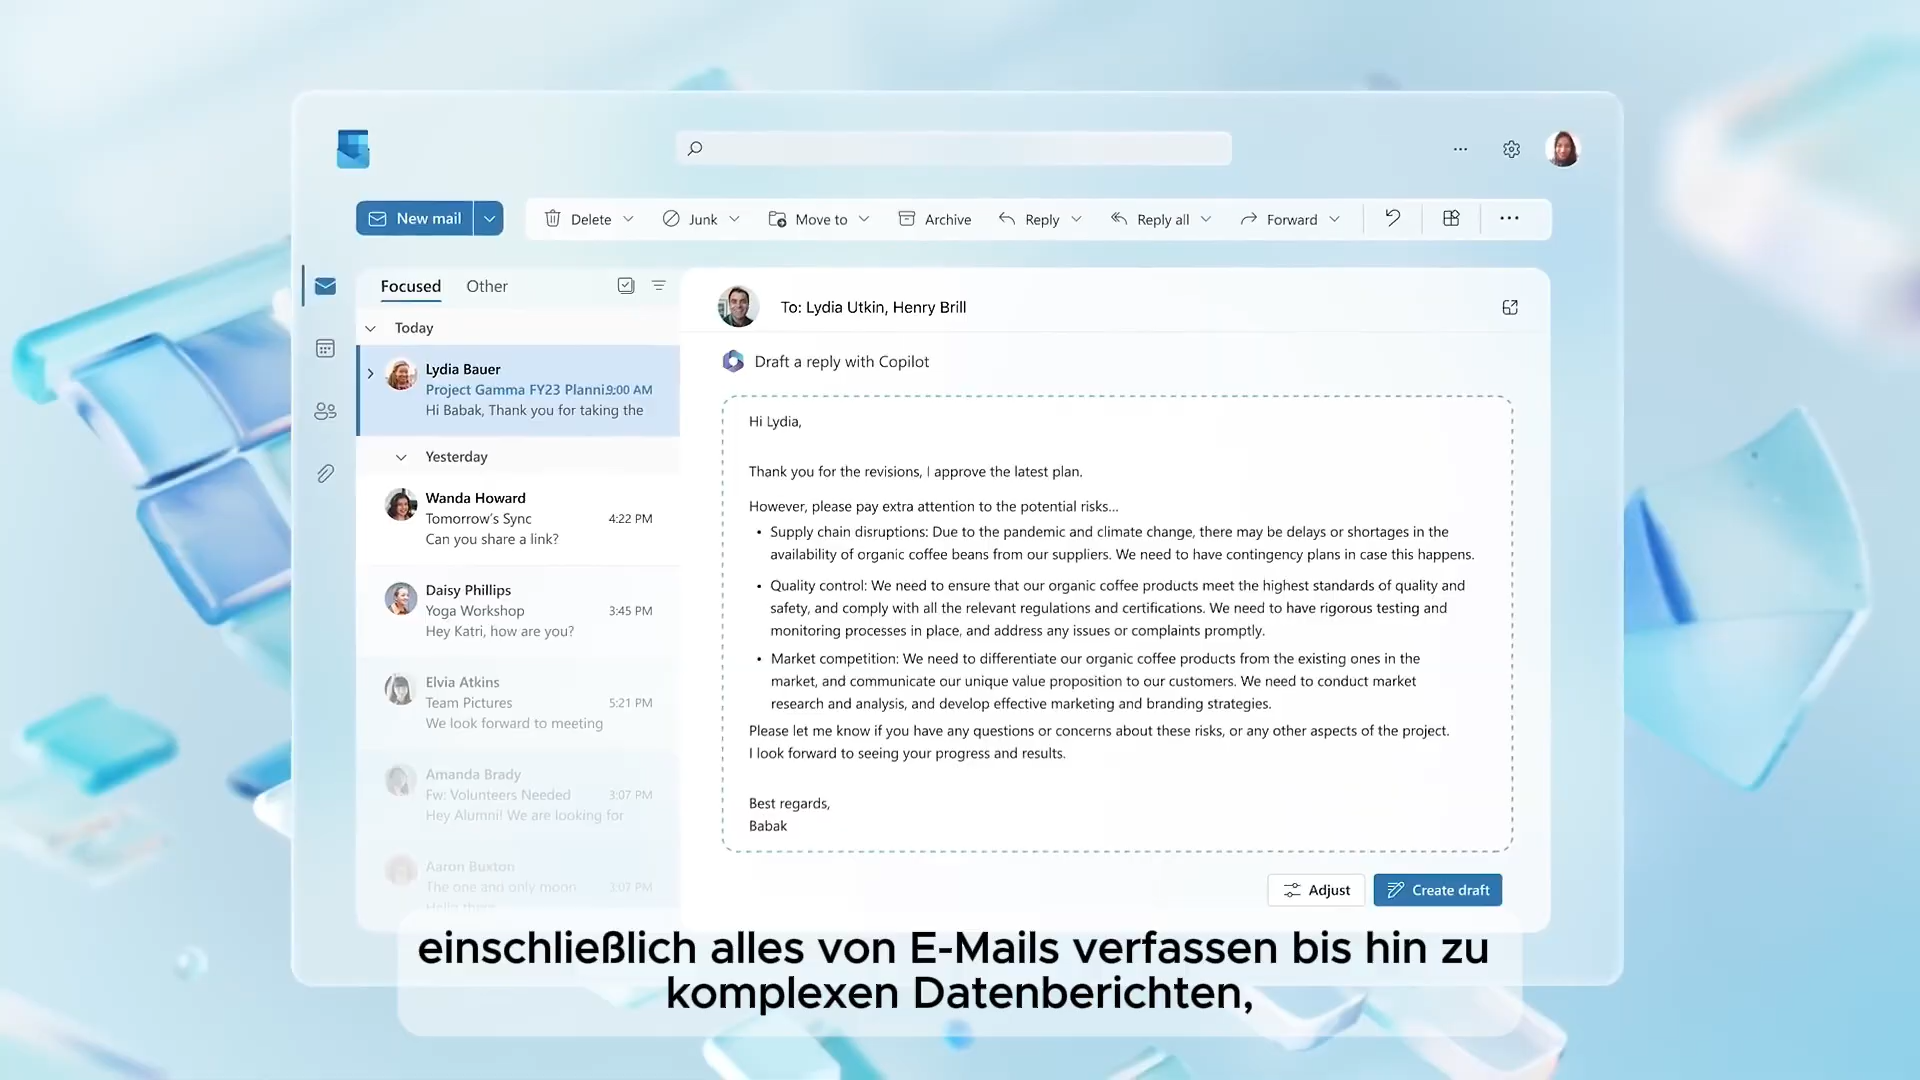 New mail
Delete
Junk
Move to
Archive
Reply
Reply all
Forward
Focused
Other
Today
Lydia Bauer
Project Gamma FY23 Planni... 9:00 AM
Hi Babak, Thank you for taking the
Yesterday
Wanda Howard
Tomorrow's Sync 4:22 PM
Can you share a link?
Daisy Phillips
Yoga Workshop 3:45 PM
Hey Katri, how are you?
Elvia Atkins
Team Pictures 5:21 PM
We look forward to meeting
Amanda Brady
Fw: Volunteers Needed 3:07 PM
Hey Alumni! We are looking for
Aaron Buxton
The one and only moon 3:07 PM
Hello there
To: Lydia Utkin, Henry Brill
Draft a reply with Copilot
Hi Lydia,
Thank you for the revisions, I approve the latest plan.
However, please pay extra attention to the potential risks...
• Supply chain disruptions: Due to the pandemic and climate change, there may be delays or shortages in the
availability of organic coffee beans from our suppliers. We need to have contingency plans in case this happens.
• Quality control: We need to ensure that our organic coffee products meet the highest standards of quality and
safety, and comply with all the relevant regulations and certifications. We need to have rigorous testing and
monitoring processes in place, and address any issues or complaints promptly.
• Market competition: We need to differentiate our organic coffee products from the existing ones in the
market, and communicate our unique value proposition to our customers. We need to conduct market
research and analysis, and develop effective marketing and branding strategies.
Please let me know if you have any questions or concerns about these risks, or any other aspects of the project.
I look forward to seeing your progress and results.
Best regards,
Babak
Adjust
Create draft
einschließlich alles von E-Mails verfassen bis hin zu
komplexen Datenberichten,